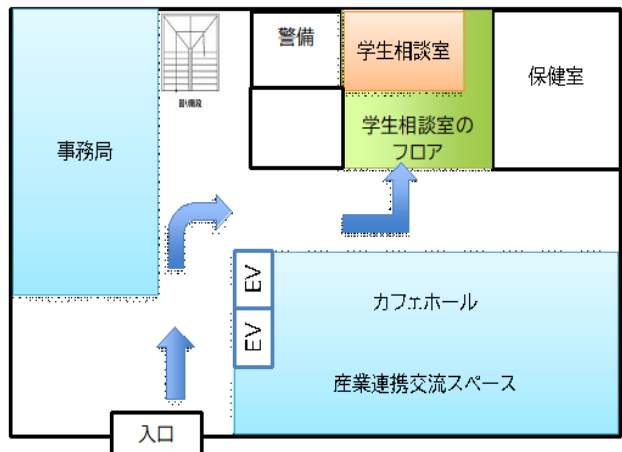 警備
学生相談室
保健室
事務局
学生相談室の
フロア
EV
EV
カフェホール
産業連携交流スペース
入口